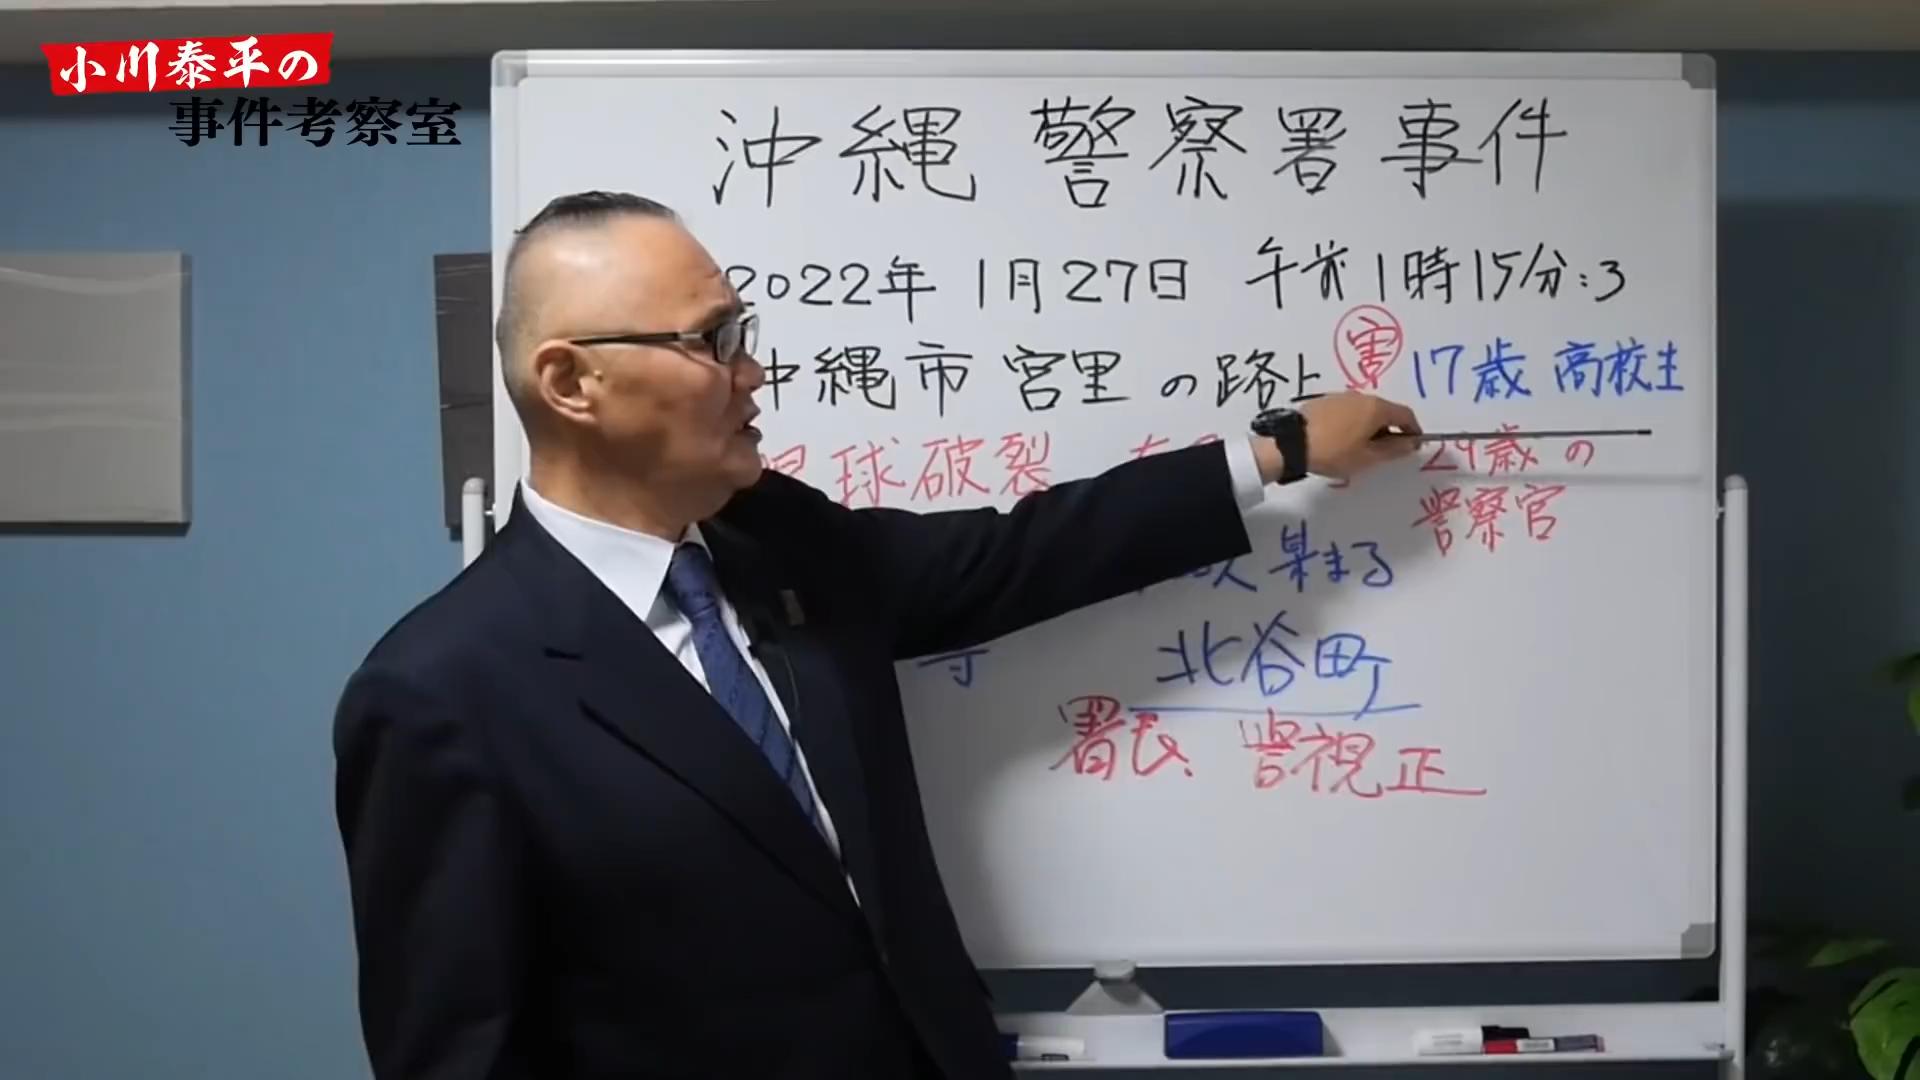 小川泰平の
事件考察室
沖縄警察署事件
2022年 1月27日 午前1時15分:3
沖縄市宮里の路上 害 17歳 高校生
眼球破裂 29歳の
警察官
集まる
北谷町
署長、警視正